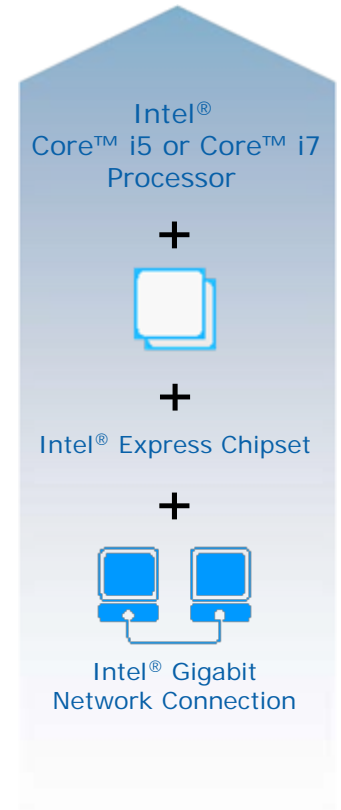 Intel®
Core™ i5 or Core™ i7
Processor
+
+
Intel® Express Chipset
+
Intel® Gigabit
Network Connection